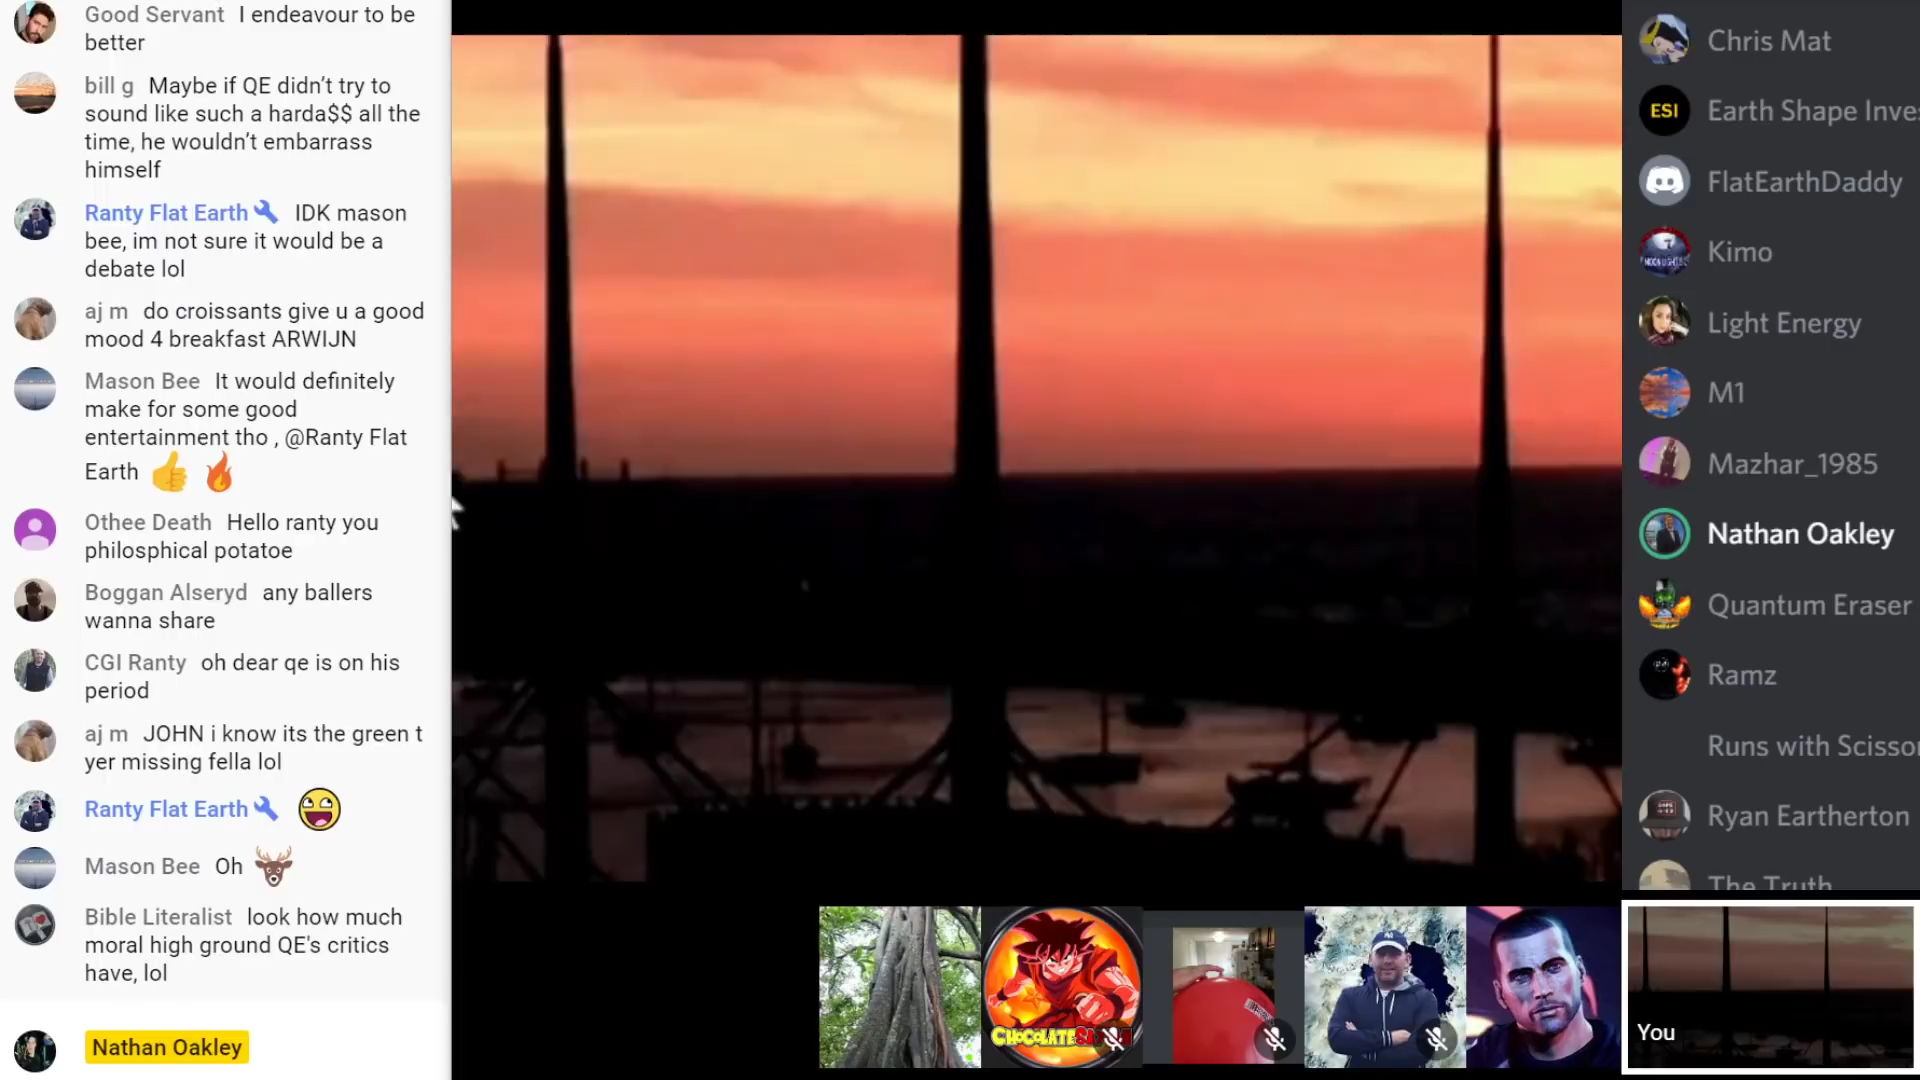 Good Servant I endeavour to be
better
bill g Maybe if QE didn’t try to
sound like such a harda$$ all the
time, he wouldn’t embarrass
himself
Ranty Flat Earth IDK mason
bee, im not sure it would be a
debate lol
aj m do croissants give u a good
mood 4 breakfast ARWIJN
Mason Bee It would definitely
make for some good
entertainment tho , @Ranty Flat
Earth
Othee Death Hello ranty you
philosphical potatoe
Boggan Alseryd any ballers
wanna share
CGI Ranty oh dear qe is on his
period
aj m JOHN i know its the green t
yer missing fella lol
Ranty Flat Earth
Mason Bee Oh
Bible Literalist look how much
moral high ground QE's critics
have, lol
Nathan Oakley
Chris Mat
ESI
Earth Shape Inves
FlatEarthDaddy
Kimo
Light Energy
M1
Mazhar_1985
Nathan Oakley
Quantum Eraser
Ramz
Runs with Scissor
Ryan Eartherton
The Truth
You